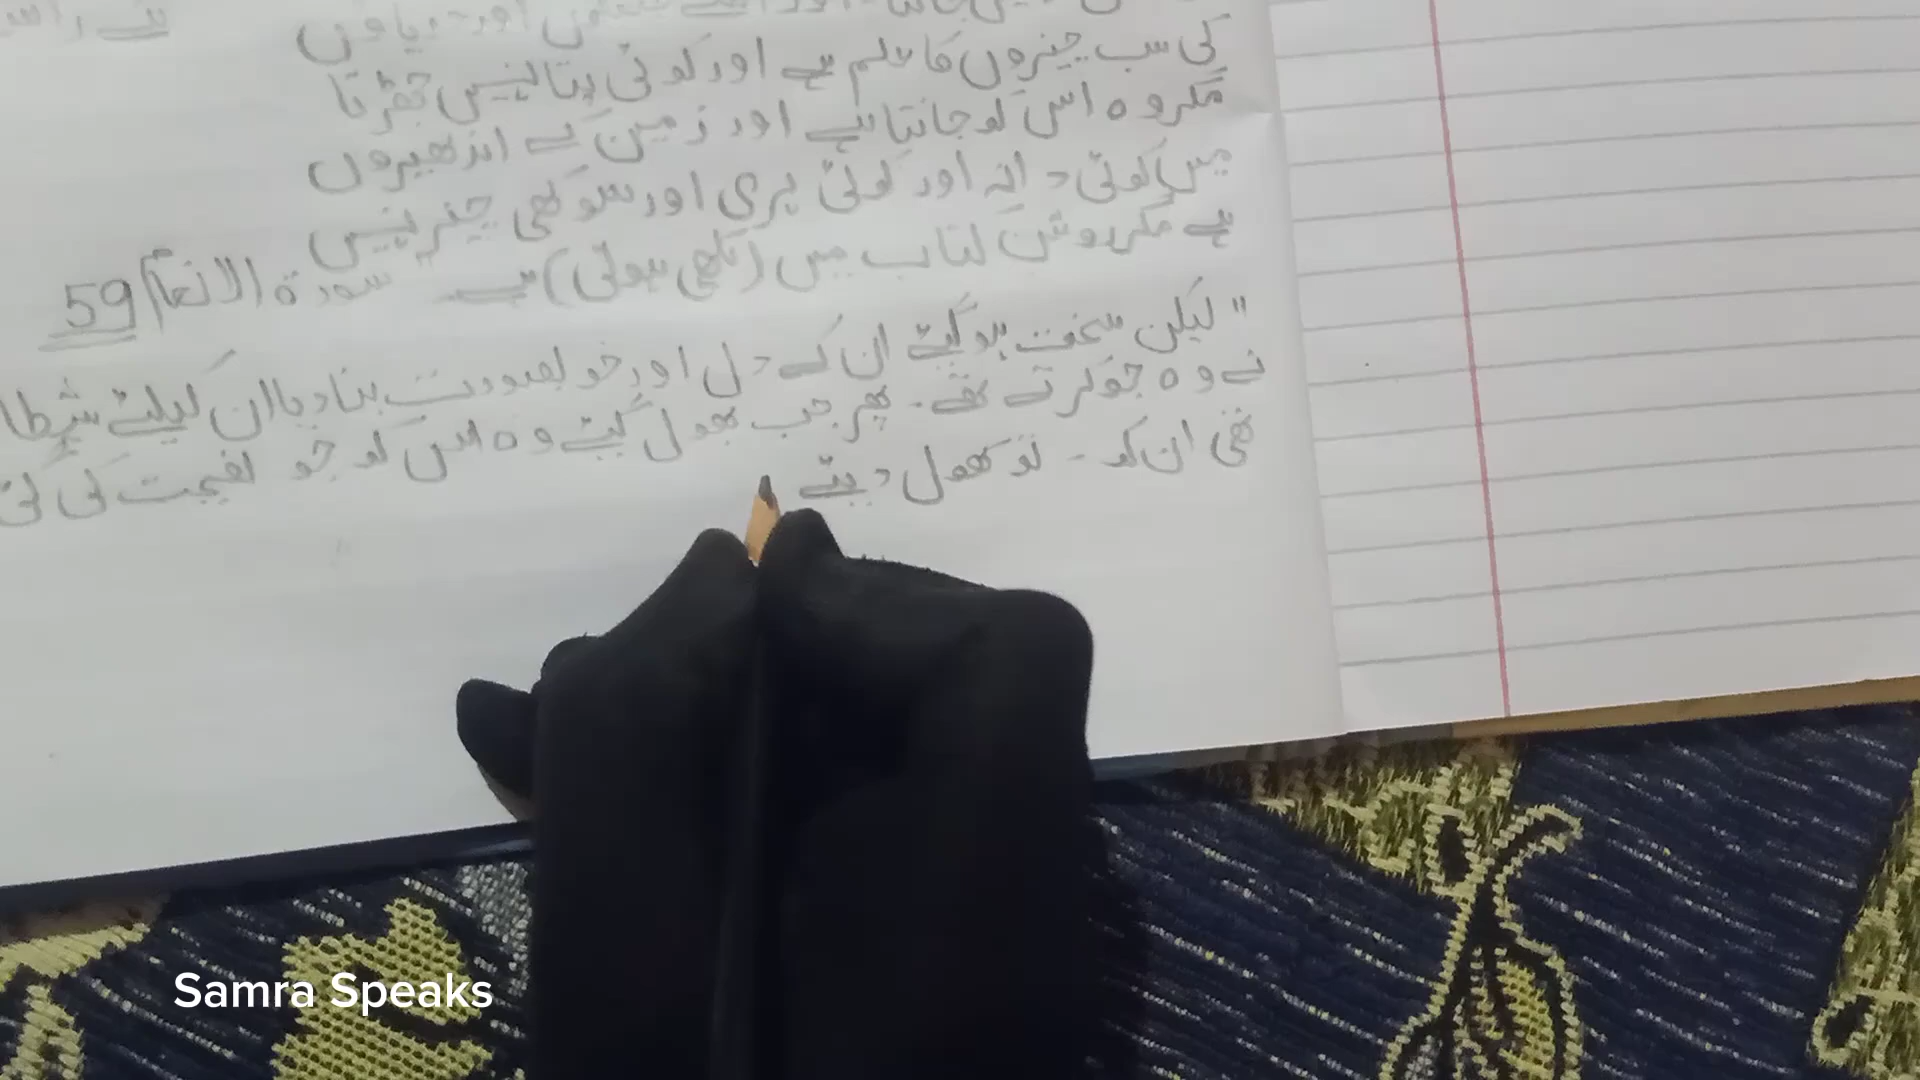 اور دریاؤں
کی سب چیزوں کا علم ہے اور کوئی پتا نہیں جھڑتا
مگر وہ اس کو جانتا ہے اور زمین کے اندھیروں
میں کوئی دانہ اور کوئی ہری اور سوکھی چیز نہیں
ہے مگر روشن کتاب میں (لکھی ہوئی) ہے سورۃ الانعام 59
" لیکن سخت ہو گئے ان کے دل اور خوبصورت بنا دیا ان کیلئے
نے وہ جو کرتے تھے۔ پھر جب بھول گئے وہ اس کو جو نصیحت کی گئی
تھی ان کو۔ تو کھول دیئے
Samra Speaks